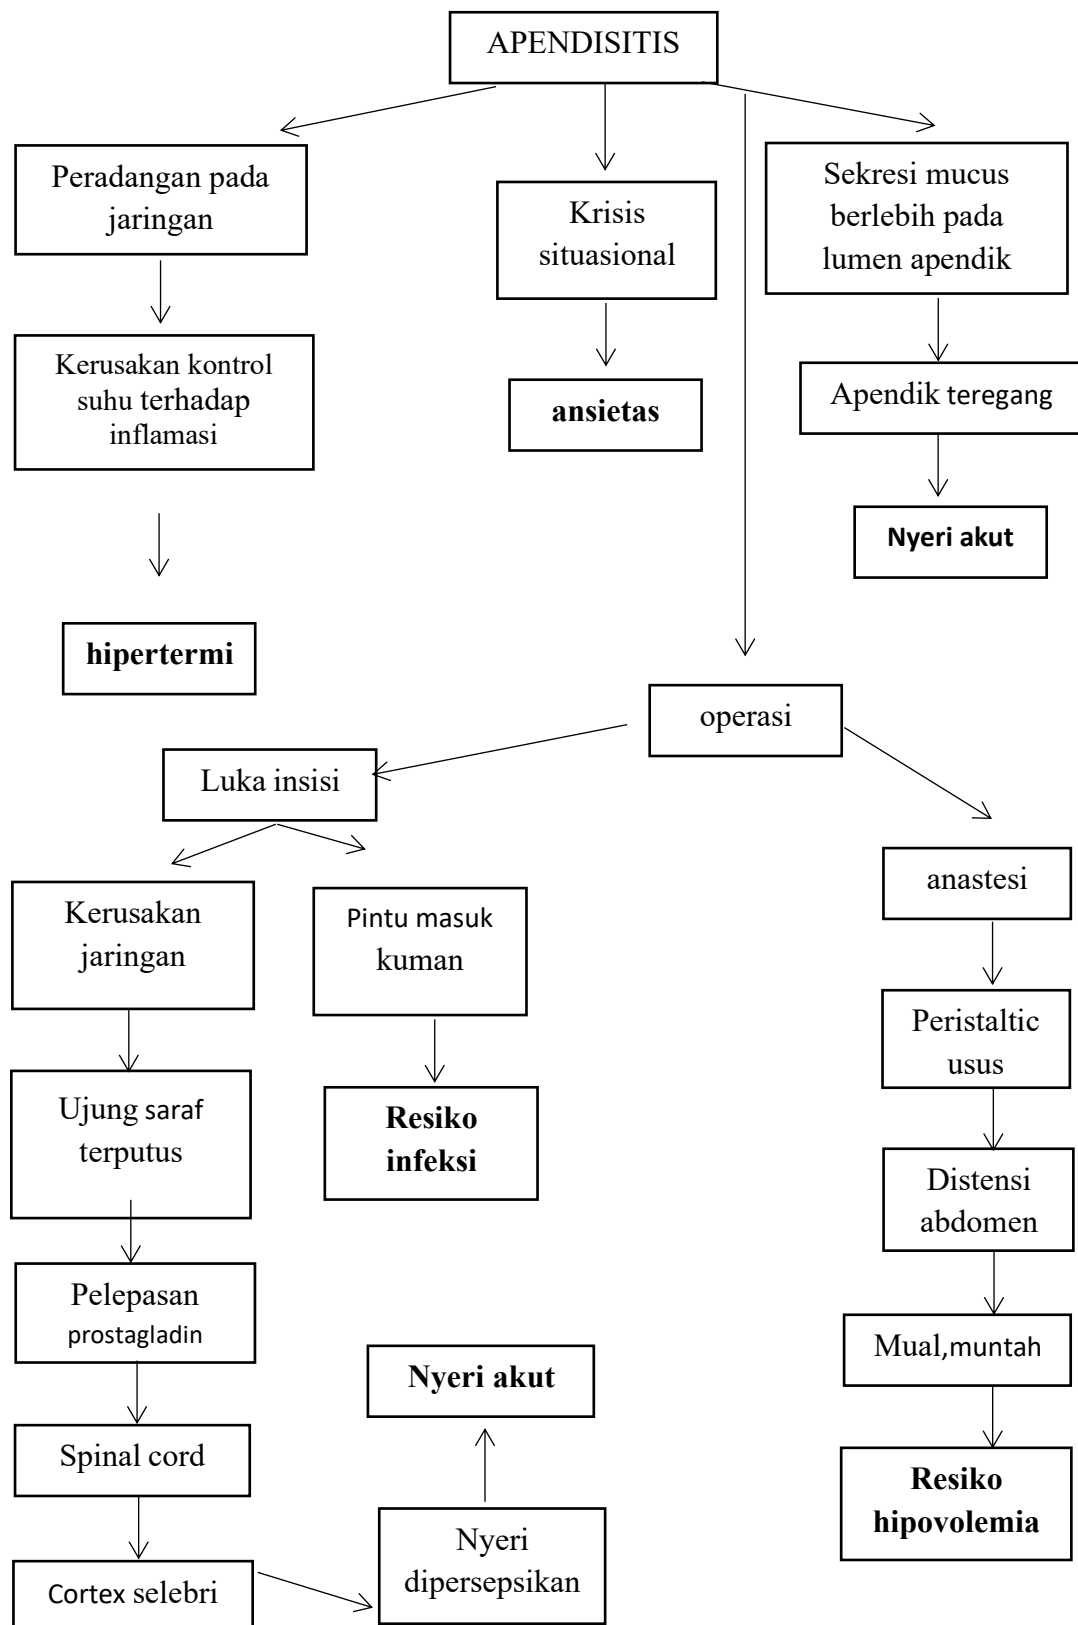 APENDISITIS
Peradangan pada
jaringan
Krisis
situasional
Sekresi mucus
berlebih pada
lumen apendik
Kerusakan kontrol
suhu terhadap
inflamasi
ansietas
Apendik teregang
Nyeri akut
hipertermi
operasi
Luka insisi
anastesi
Kerusakan
jaringan
Pintu masuk
kuman
Peristaltic
usus
Ujung saraf
terputus
Resiko
infeksi
Distensi
abdomen
Pelepasan
prostagladin
Mual,muntah
Nyeri akut
Spinal cord
Resiko
hipovolemia
Nyeri
dipersepsikan
Cortex selebri